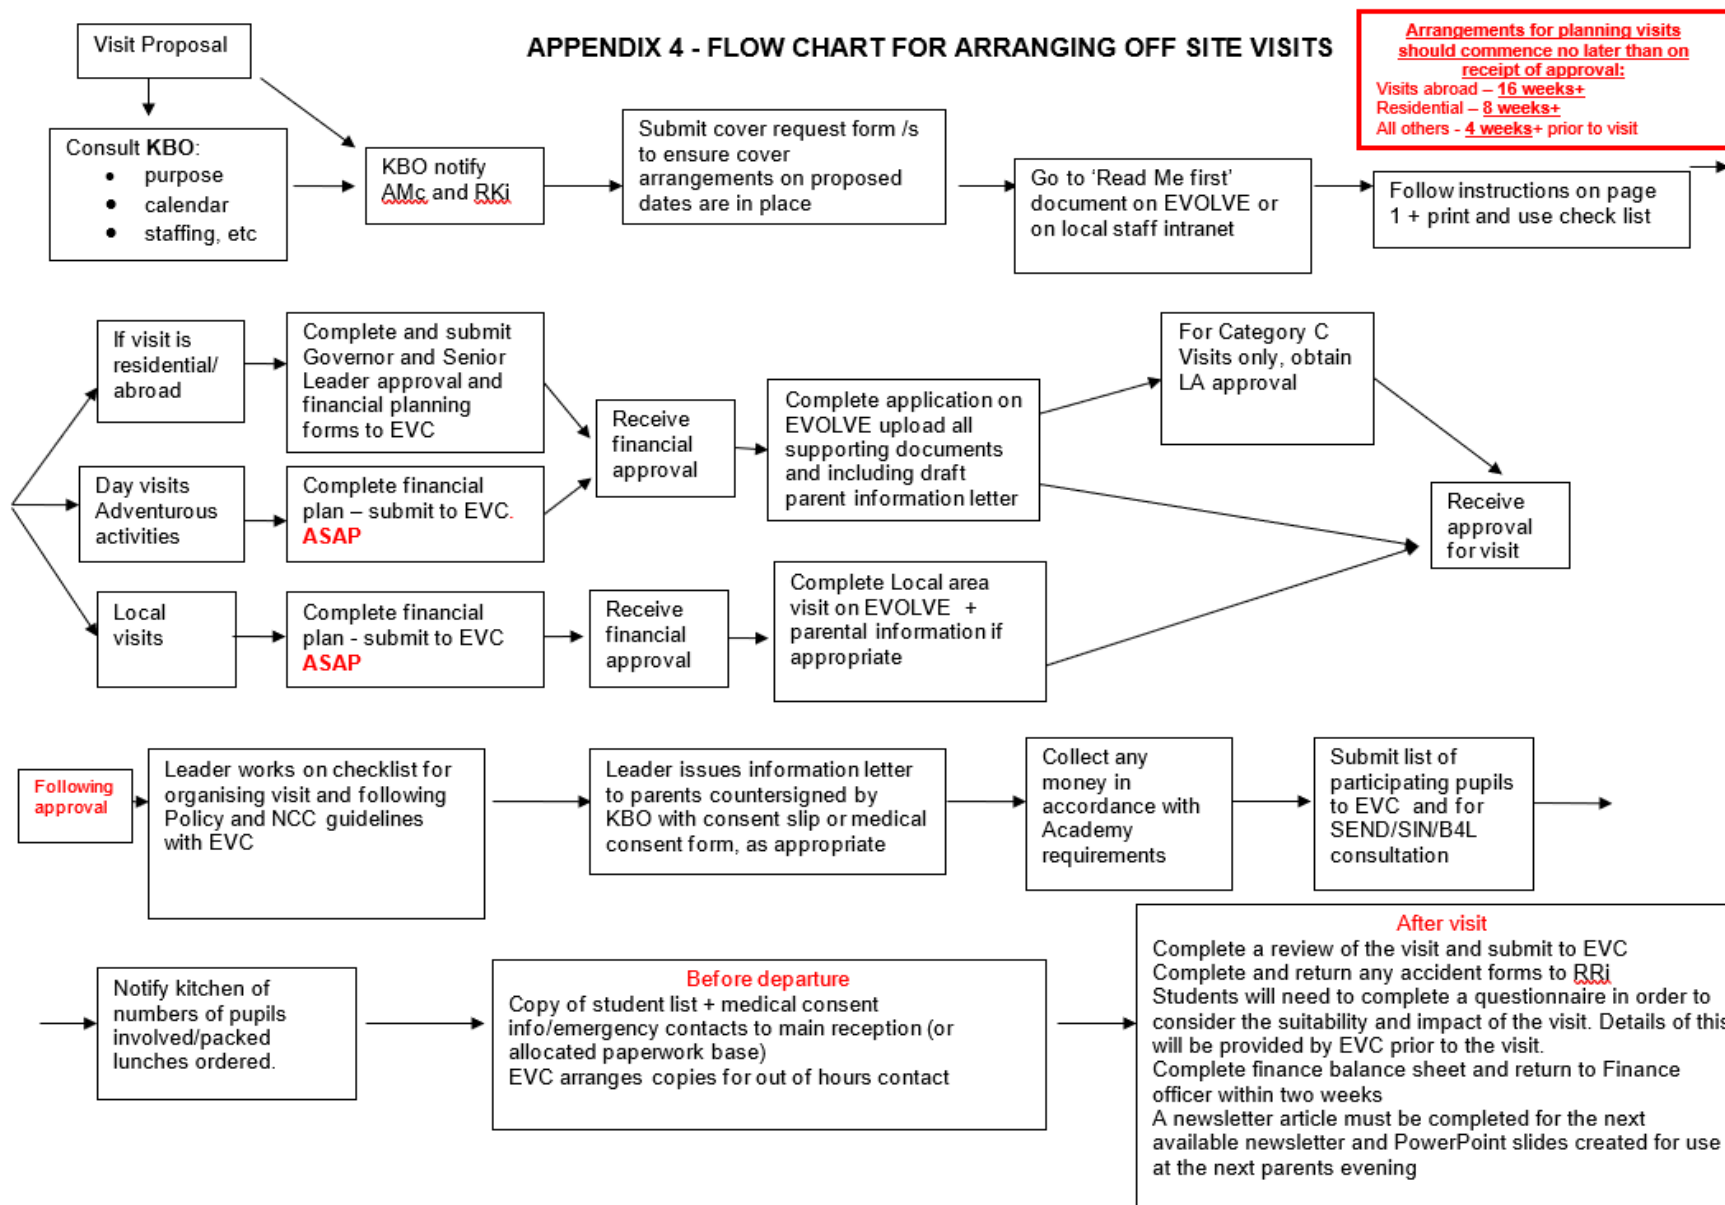 Visit Proposal
APPENDIX 4 - FLOW CHART FOR ARRANGING OFF SITE VISITS
Arrangements for planning visits
should commence no later than on
receipt of approval:
Visits abroad – 16 weeks+
Residential – 8 weeks+
All others - 4 weeks+ prior to visit
Consult KBO:
• purpose
• calendar
• staffing, etc
KBO notify
AMc and RKi
Submit cover request form /s
to ensure cover
arrangements on proposed
dates are in place
Go to ‘Read Me first’
document on EVOLVE or
on local staff intranet
Follow instructions on page
1 + print and use check list
If visit is
residential/
abroad
Complete and submit
Governor and Senior
Leader approval and
financial planning
forms to EVC
Day visits
Adventurous
activities
Complete financial
plan – submit to EVC.
ASAP
Receive
financial
approval
Complete application on
EVOLVE upload all
supporting documents
and including draft
parent information letter
For Category C
Visits only, obtain
LA approval
Receive
approval
for visit
Local
visits
Complete financial
plan - submit to EVC
ASAP
Receive
financial
approval
Complete Local area
visit on EVOLVE +
parental information if
appropriate
Following
approval
Leader works on checklist for
organising visit and following
Policy and NCC guidelines
with EVC
Leader issues information letter
to parents countersigned by
KBO with consent slip or medical
consent form, as appropriate
Collect any
money in
accordance with
Academy
requirements
Submit list of
participating pupils
to EVC and for
SEND/SIN/B4L
consultation
Notify kitchen of
numbers of pupils
involved/packed
lunches ordered.
Before departure
Copy of student list + medical consent
info/emergency contacts to main reception (or
allocated paperwork base)
EVC arranges copies for out of hours contact
After visit
Complete a review of the visit and submit to EVC
Complete and return any accident forms to RRi
Students will need to complete a questionnaire in order to
consider the suitability and impact of the visit. Details of this
will be provided by EVC prior to the visit.
Complete finance balance sheet and return to Finance
officer within two weeks
A newsletter article must be completed for the next
available newsletter and PowerPoint slides created for use
at the next parents evening